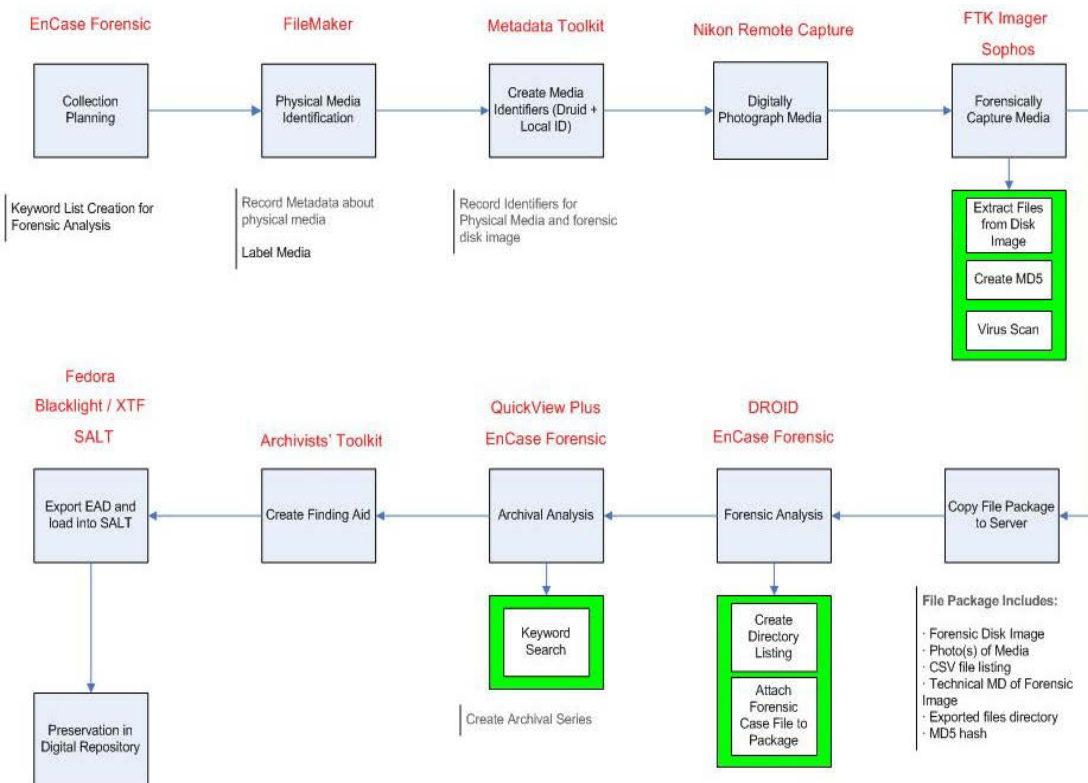 EnCase Forensic
Collection
Planning
Keyword List Creation for
Forensic Analysis
FileMaker
Physical Media
Identification
Record Metadata about
physical media
Label Media
Metadata Toolkit
Create Media
Identifiers (Druid +
Local ID)
Record Identifiers for
Physical Media and forensic
disk image
Nikon Remote Capture
Digitally
Photograph Media
FTK Imager
Sophos
Forensically
Capture Media
Extract Files
from Disk
Image
Create MD5
Virus Scan
Copy File Package
to Server
File Package Includes:
· Forensic Disk Image
· Photo(s) of Media
· CSV file listing
· Technical MD of Forensic
Image
· Exported files directory
· MD5 hash
DROID
EnCase Forensic
Forensic Analysis
Create
Directory
Listing
Attach
Forensic
Case File to
Package
QuickView Plus
EnCase Forensic
Archival Analysis
Keyword
Search
Create Archival Series
Archivists' Toolkit
Create Finding Aid
Fedora
Blacklight / XTF
SALT
Export EAD and
load into SALT
Preservation in
Digital Repository